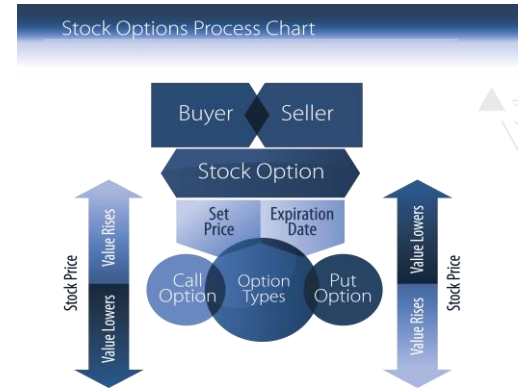 Stock Options Process Chart
Buyer
Seller
Stock Option
Set
Price
Expiration
Date
Call
Option
Option
Types
Put
Option
Stock Price
Value Rises
Value Lowers
Value Lowers
Value Rises
Stock Price